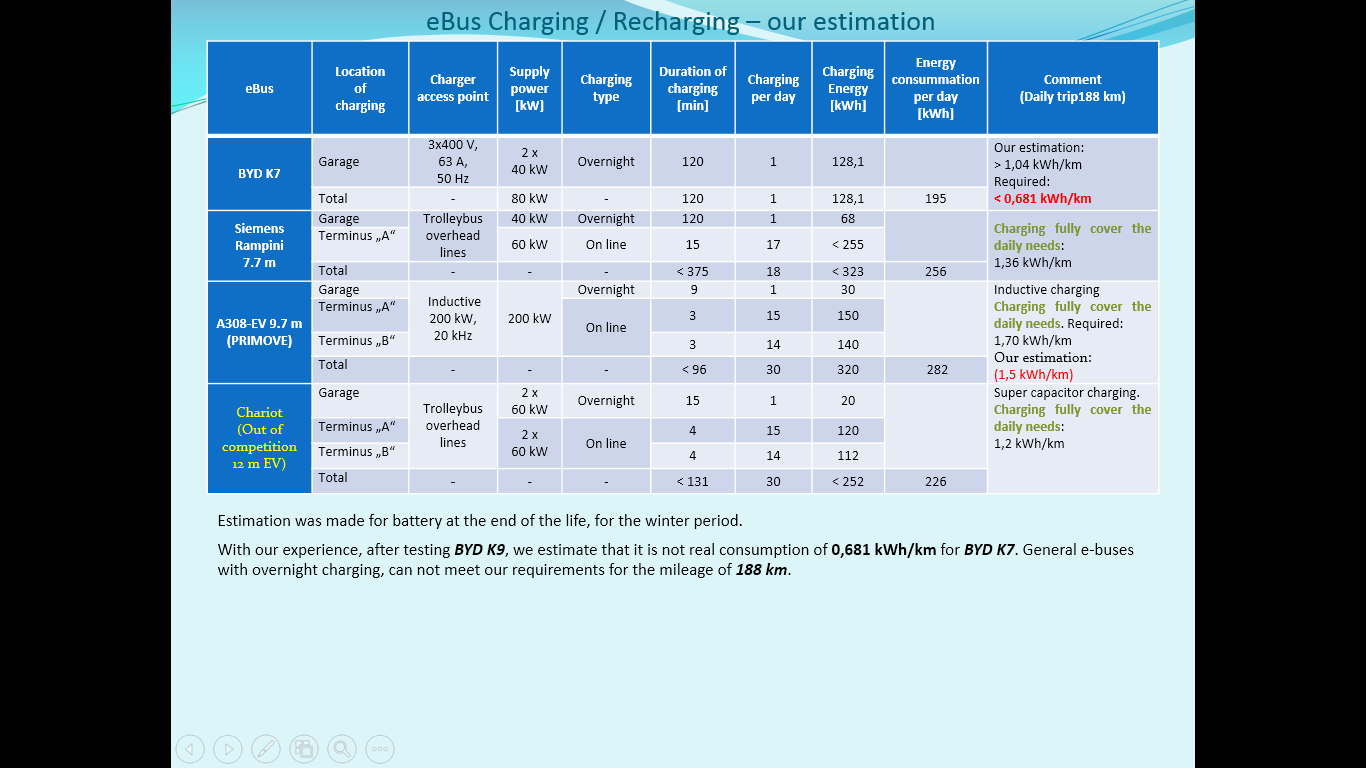 eBus Charging / Recharging – our estimation
eBus
Location
of
charging
Charger
access point
Supply
power
[kW]
Charging
type
Duration of
charging
[min]
Charging
per day
Charging
Energy
[kWh]
Energy
consummation
per day
[kWh]
Comment
(Daily trip188 km)
BYD K7
Garage
3x400 V,
63 A,
50 Hz
2 x
40 kW
Overnight
120
1
128,1
Our estimation:
> 1,04 kWh/km
Required:
< 0,681 kWh/km
Total
-
80 kW
-
120
1
128,1
195
Siemens
Rampini
7.7 m
Garage
Trolleybus
overhead
lines
40 kW
Overnight
120
1
68
Charging fully cover the
daily needs:
1,36 kWh/km
Terminus „A“
60 kW
On line
15
17
< 255
Total
-
-
-
< 375
18
< 323
256
A308-EV 9.7 m
(PRIMOVE)
Garage
Inductive
200 kW,
20 kHz
200 kW
Overnight
9
1
30
Inductive charging
Charging fully cover the
daily needs. Required:
1,70 kWh/km
Our estimation:
(1,5 kWh/km)
Terminus „A“
On line
3
15
150
Terminus „B“
3
14
140
Total
-
-
-
< 96
30
320
282
Chariot
(Out of
competition
12 m EV)
Garage
Trolleybus
overhead
lines
2 x
60 kW
Overnight
15
1
20
Super capacitor charging.
Charging fully cover the
daily needs:
1,2 kWh/km
Terminus „A“
2 x
60 kW
On line
4
15
120
Terminus „B“
4
14
112
Total
-
-
-
< 131
30
< 252
226
Estimation was made for battery at the end of the life, for the winter period.
With our experience, after testing BYD K9, we estimate that it is not real consumption of 0,681 kWh/km for BYD K7. General e-buses
with overnight charging, can not meet our requirements for the mileage of 188 km.